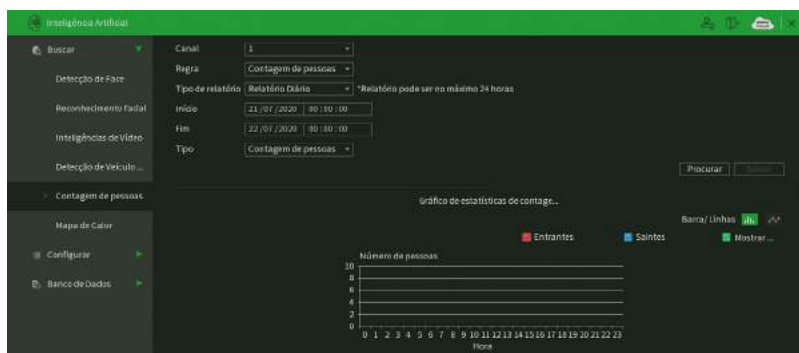 Inteligência Artificial
Buscar
Detecção de Face
Reconhecimento Facial
Inteligências de Vídeo
Detecção de Veículo...
Contagem de pessoas
Mapa de Calor
Configurar
Banco de Dados
Canal 1
Regra Contagem de pessoas
Tipo de relatório Relatório Diário *Relatório pode ser no máximo 24 horas
Início 21/07/2020 00:00:00
Fim 22/07/2020 00:00:00
Tipo Contagem de pessoas
Procurar
Gráfico de estatísticas de contage...
Barra/Linhas
Entrantes Saintes Mostrar...
Número de pessoas
10
8
6
4
2
0
0 1 2 3 4 5 6 7 8 9 10 11 12 13 14 15 16 17 18 19 20 21 22 23
Hora